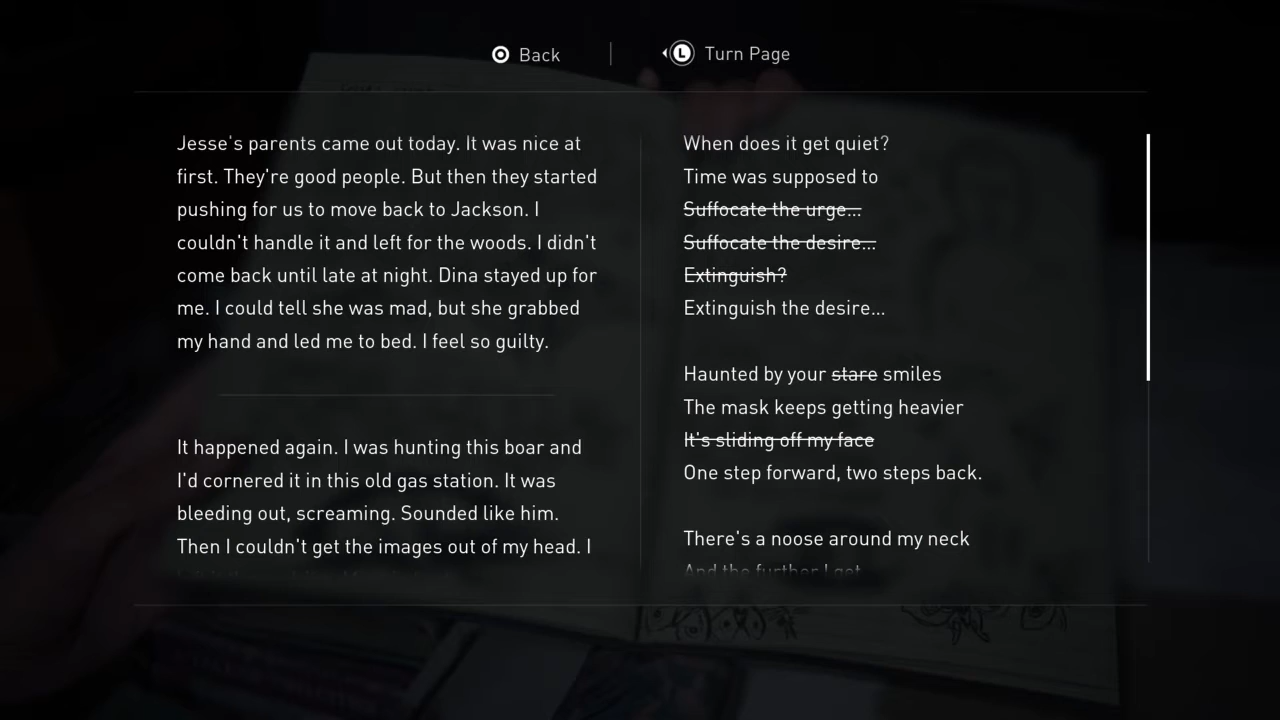 Back
L Turn Page
Jesse's parents came out today. It was nice at
first. They're good people. But then they started
pushing for us to move back to Jackson. I
couldn't handle it and left for the woods. I didn't
come back until late at night. Dina stayed up for
me. I could tell she was mad, but she grabbed
my hand and led me to bed. I feel so guilty.
It happened again. I was hunting this boar and
I'd cornered it in this old gas station. It was
bleeding out, screaming. Sounded like him.
Then I couldn't get the images out of my head. I
When does it get quiet?
Time was supposed to
Suffocate the urge...
Suffocate the desire...
Extinguish?
Extinguish the desire...
Haunted by your stare smiles
The mask keeps getting heavier
It's sliding off my face
One step forward, two steps back.
There's a noose around my neck
And the further I get